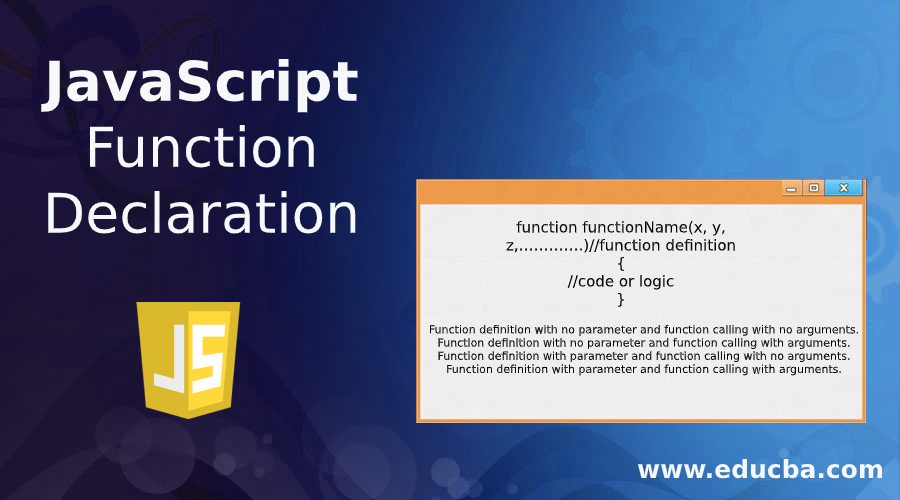 JavaScript
Function
Declaration
JS
function functionName(x, y,
z,.............)//function definition
{
//code or logic
}
Function definition with no parameter and function calling with no arguments.
Function definition with no parameter and function calling with arguments.
Function definition with parameter and function calling with no arguments.
Function definition with parameter and function calling with arguments.
www.educba.com